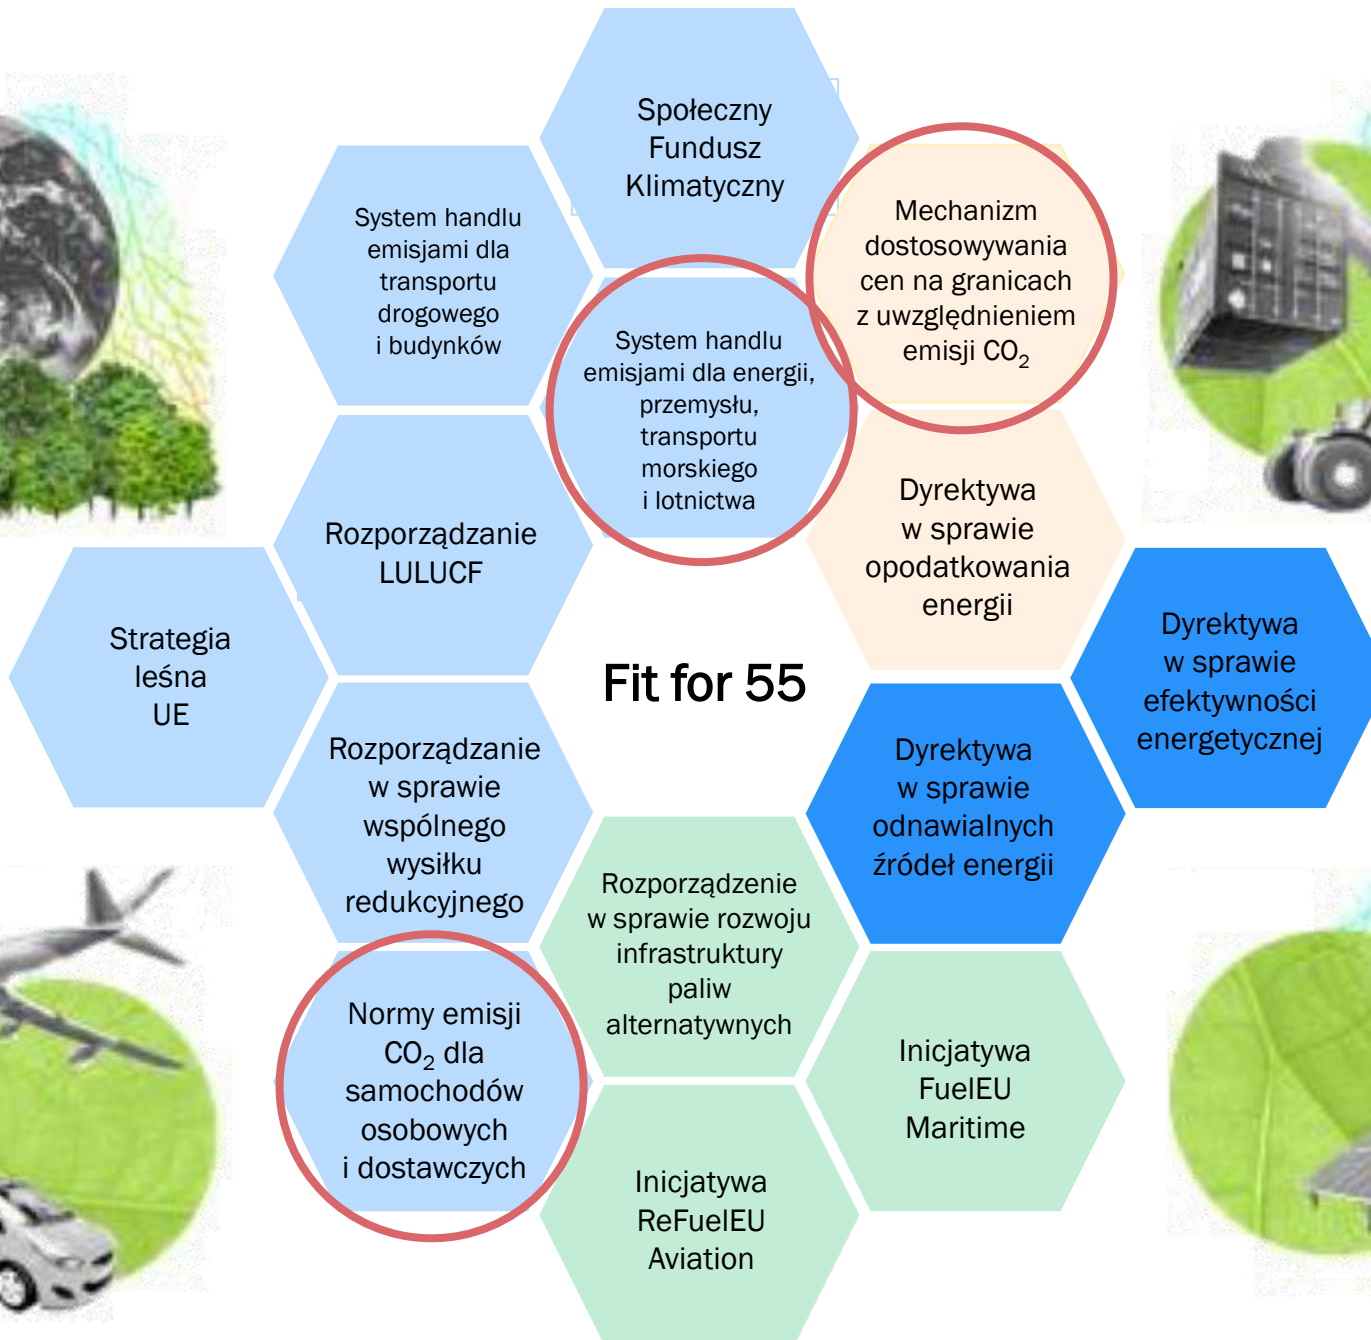 Społeczny
Fundusz
Klimatyczny
System handlu
emisjami dla
transportu
drogowego
i budynków
Mechanizm
dostosowywania
cen na granicach
z uwzględnieniem
emisji CO₂
System handlu
emisjami dla energii,
przemysłu,
transportu
morskiego
i lotnictwa
Rozporządzanie
LULUCF
Dyrektywa
w sprawie
opodatkowania
energii
Strategia
leśna
UE
Fit for 55
Dyrektywa
w sprawie
efektywności
energetycznej
Rozporządzanie
w sprawie
wspólnego
wysiłku
redukcyjnego
Dyrektywa
w sprawie
odnawialnych
źródeł energii
Rozporządzenie
w sprawie rozwoju
infrastruktury
paliw
alternatywnych
Normy emisji
CO₂ dla
samochodów
osobowych
i dostawczych
Inicjatywa
FuelEU
Maritime
Inicjatywa
ReFuelEU
Aviation